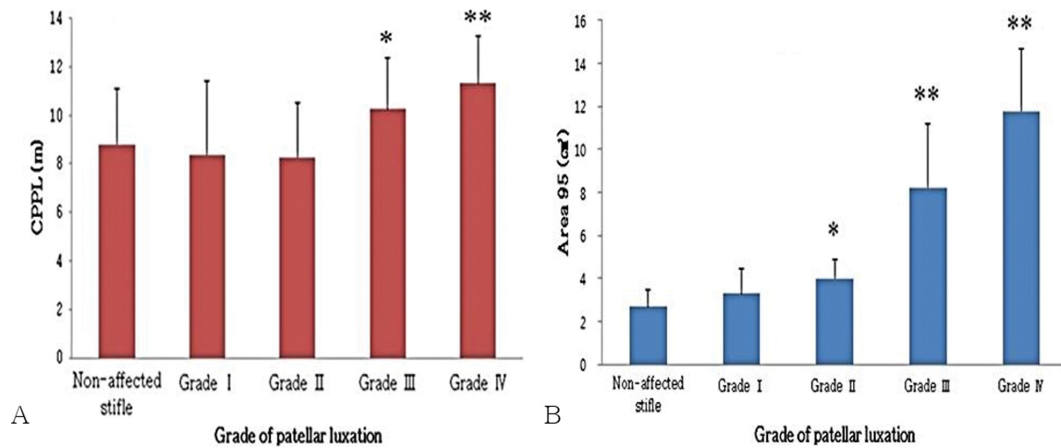 14
12
10
8
6
4
2
0
CPPL (m)
*
**
Non-affected stifle
Grade Ⅰ
Grade Ⅱ
Grade Ⅲ
Grade Ⅳ
Grade of patellar luxation
A
16
14
12
10
8
6
4
2
0
Area 95 (㎠)
*
**
**
Non-affected
stifle
Grade Ⅰ
Grade Ⅱ
Grade Ⅲ
Grade Ⅳ
Grade of patellar luxation
B